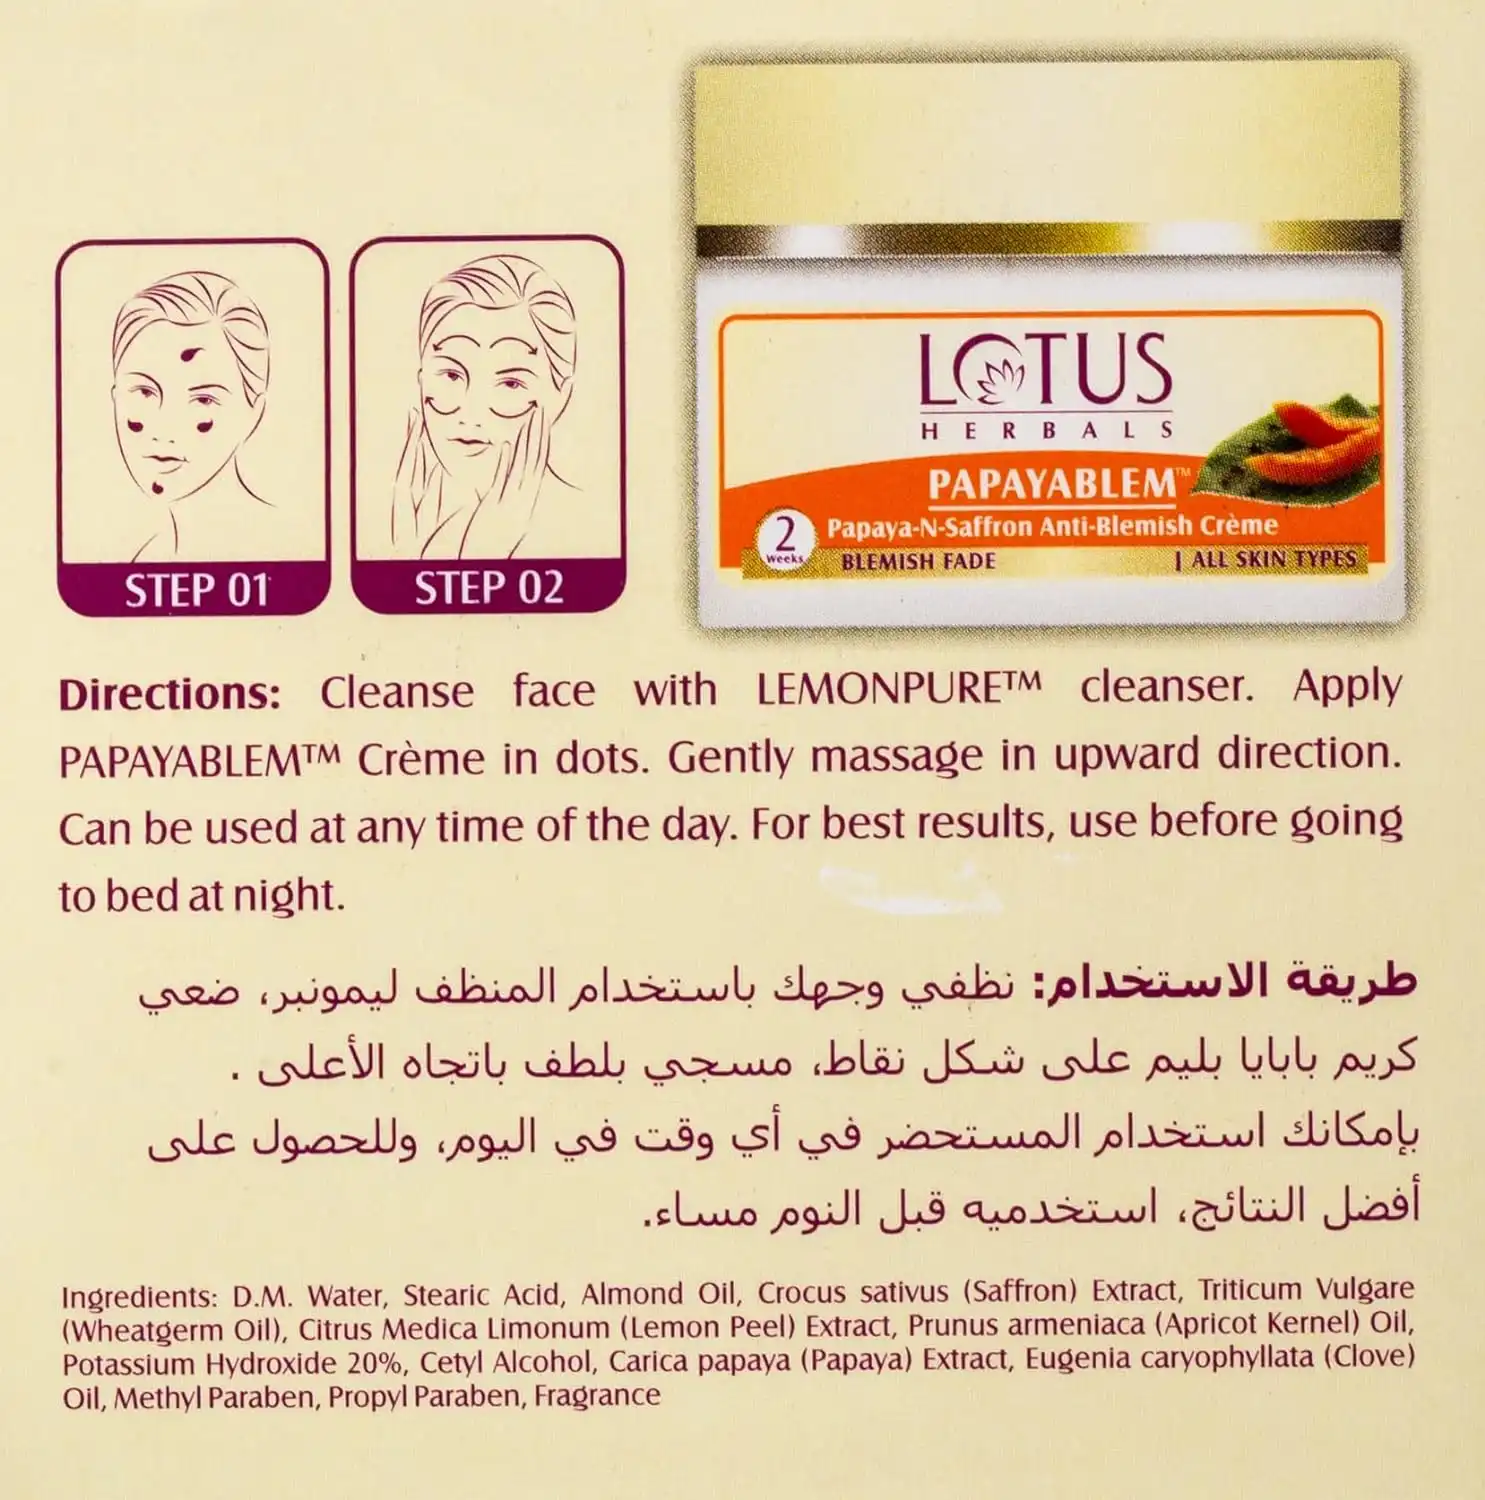 LOTUS
HERBALS
PAPAYABLEM™
2
weeks
Papaya-N-Saffron Anti-Blemish Crème
BLEMISH FADE | ALL SKIN TYPES
STEP 01
STEP 02
Directions: Cleanse face with LEMONPURE™ cleanser. Apply
PAPAYABLEM™ Crème in dots. Gently massage in upward direction.
Can be used at any time of the day. For best results, use before going
to bed at night.
طريقة الاستخدام: نظفي وجهك باستخدام المنظف ليمونبر، ضعي
كريم بابايا بليم على شكل نقاط، مسجي بلطف باتجاه الأعلى .
بإمكانك استخدام المستحضر في أي وقت في اليوم، وللحصول على
أفضل النتائج، استخدميه قبل النوم مساء.
Ingredients: D.M. Water, Stearic Acid, Almond Oil, Crocus sativus (Saffron) Extract, Triticum Vulgare
(Wheatgerm Oil), Citrus Medica Limonum (Lemon Peel) Extract, Prunus armeniaca (Apricot Kernel) Oil,
Potassium Hydroxide 20%, Cetyl Alcohol, Carica papaya (Papaya) Extract, Eugenia caryophyllata (Clove)
Oil, Methyl Paraben, Propyl Paraben, Fragrance